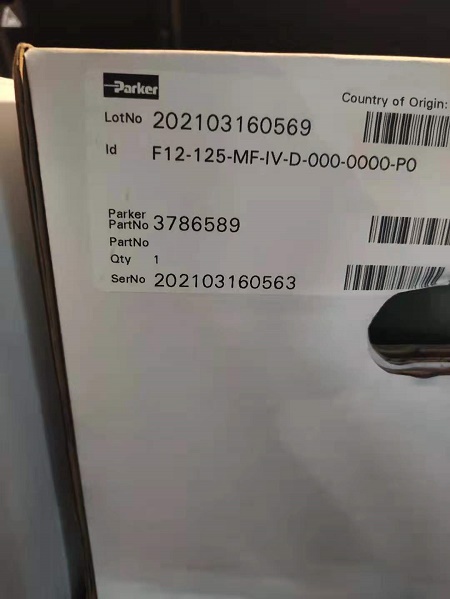 Parker
Country of Origin:
LotNo 202103160569
Id F12-125-MF-IV-D-000-0000-P0
Parker
PartNo 3786589
PartNo
Qty 1
SerNo 202103160563